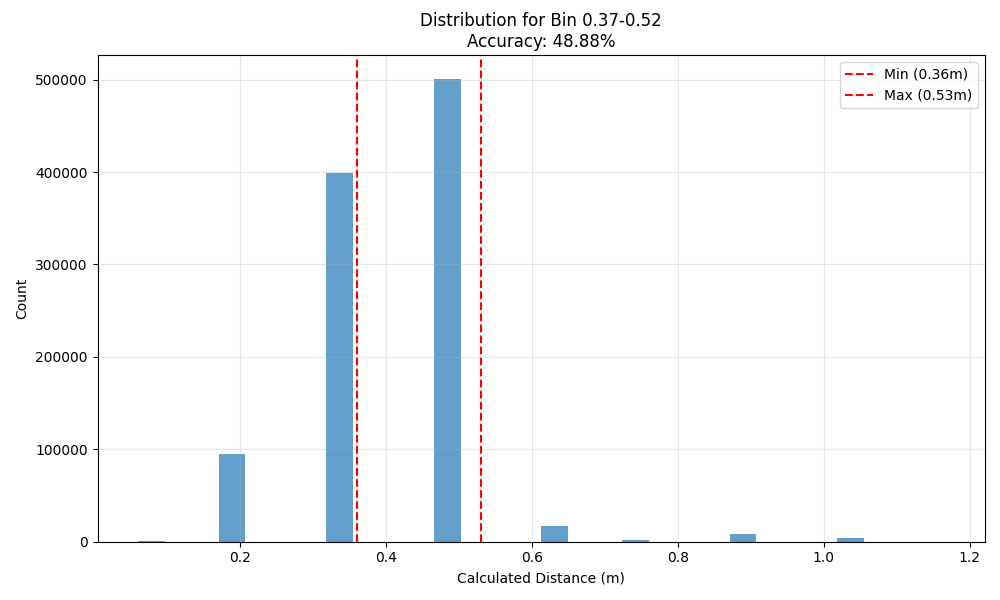 Distribution for Bin 0.37-0.52
Accuracy: 48.88%
Min (0.36m)
Max (0.53m)
500000
400000
300000
200000
100000
0
Count
0.2 0.4 0.6 0.8 1.0 1.2
Calculated Distance (m)